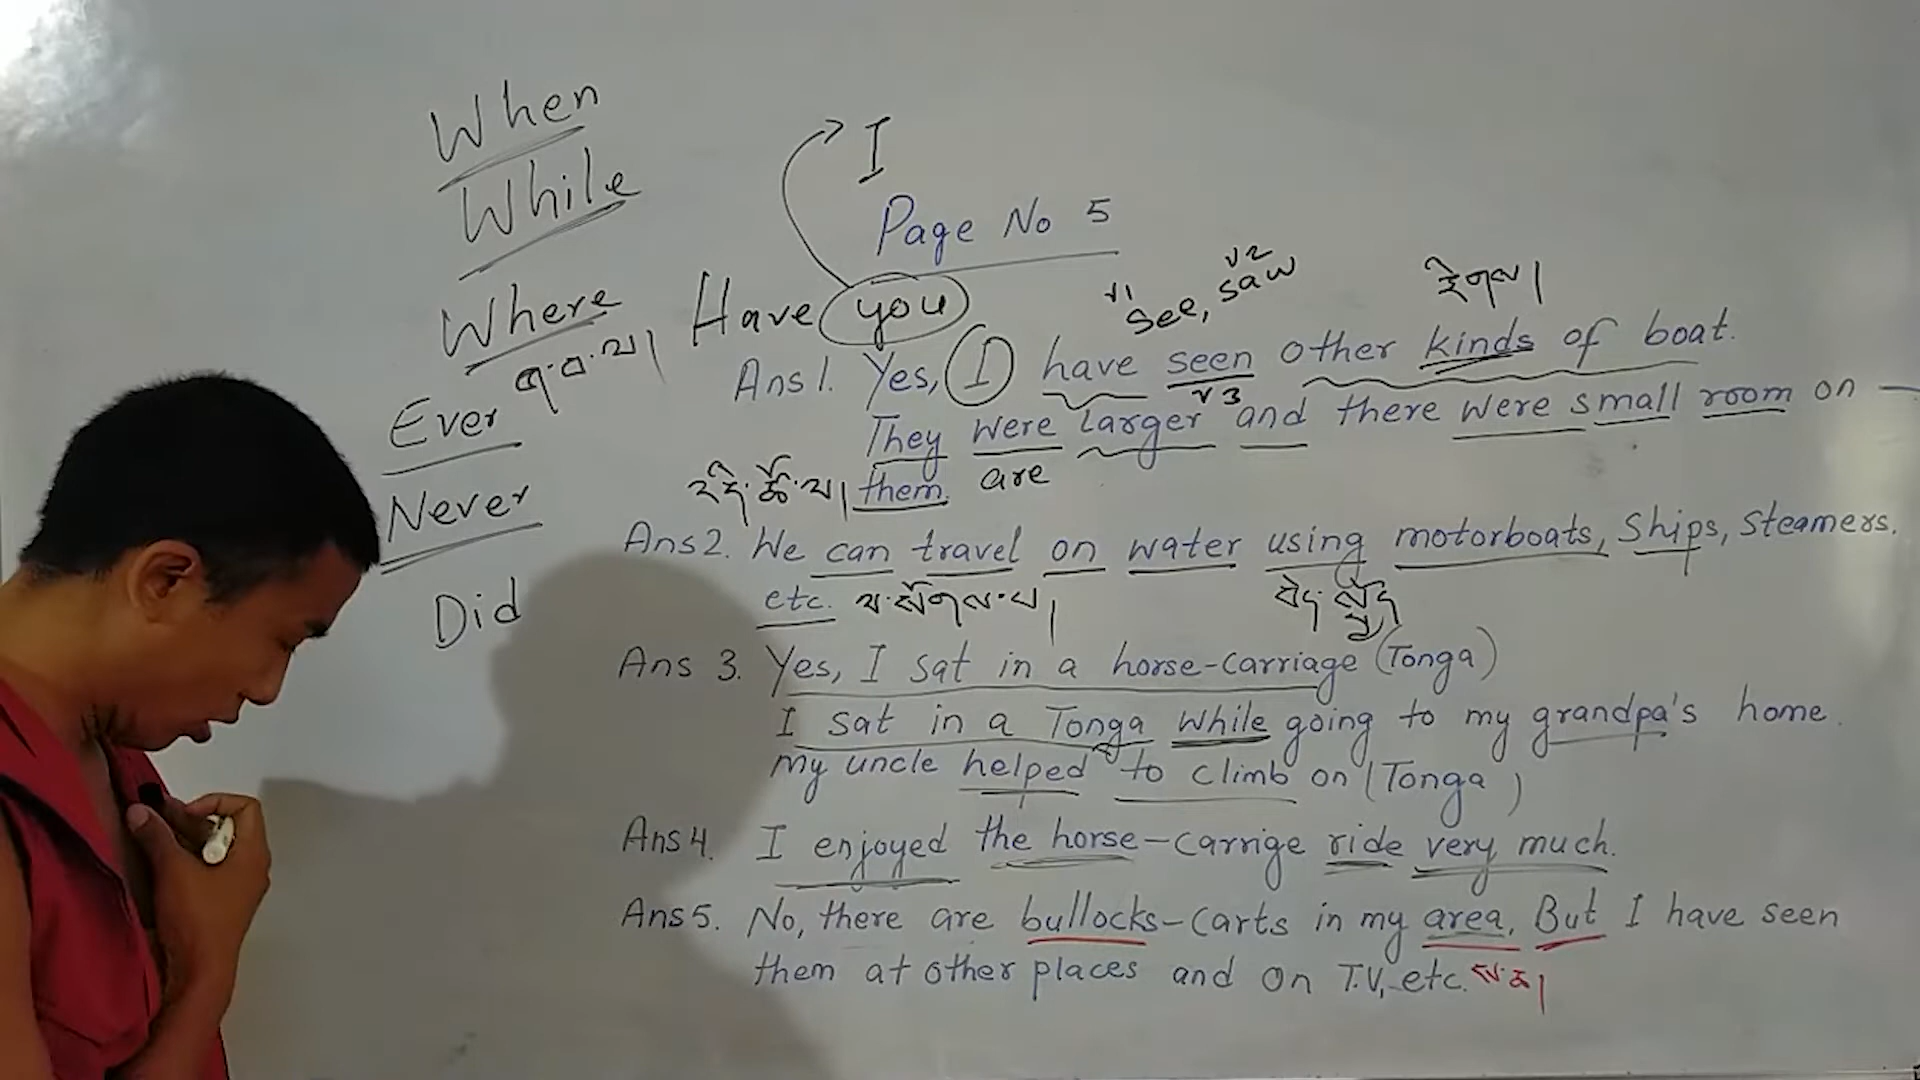 When
While
Where
ག་བ་ལ།
Ever
Never
Did
I
Page No 5
Have you
v1 v2
See, saw
རིགས།
Ans 1. Yes, I have seen other kinds of boat.
v3
They were larger and there were small room on —
them. are
Ans 2. We can travel on water using motorboats, Ships, Steamers.
etc. ལ་སོགས་པ།
Ans 3. Yes, I sat in a horse-carriage (Tonga)
I sat in a Tonga while going to my grandpa's home.
my uncle helped to climb on (Tonga)
Ans 4. I enjoyed the horse-carrige ride very much.
Ans 5. No, there are bullocks-carts in my area, But I have seen
them at other places and on T.V, etc.